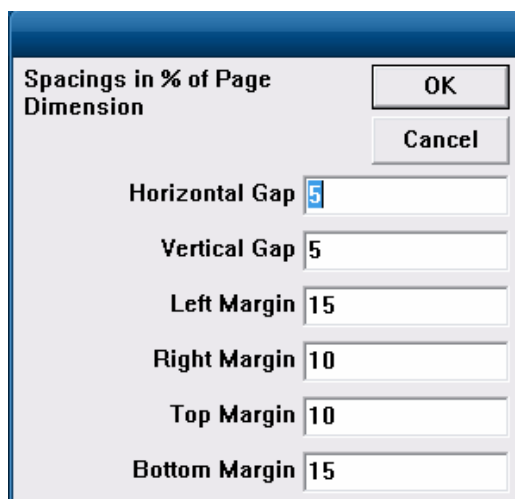 Spacings in % of Page
Dimension
OK
Cancel
Horizontal Gap 5
Vertical Gap 5
Left Margin 15
Right Margin 10
Top Margin 10
Bottom Margin 15